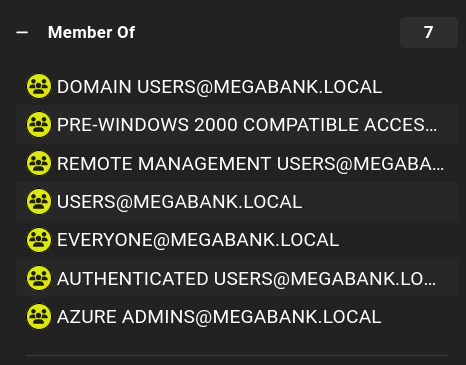 Member Of
7
DOMAIN USERS@MEGABANK.LOCAL
PRE-WINDOWS 2000 COMPATIBLE ACCES...
REMOTE MANAGEMENT USERS@MEGABA...
USERS@MEGABANK.LOCAL
EVERYONE@MEGABANK.LOCAL
AUTHENTICATED USERS@MEGABANK.LO...
AZURE ADMINS@MEGABANK.LOCAL